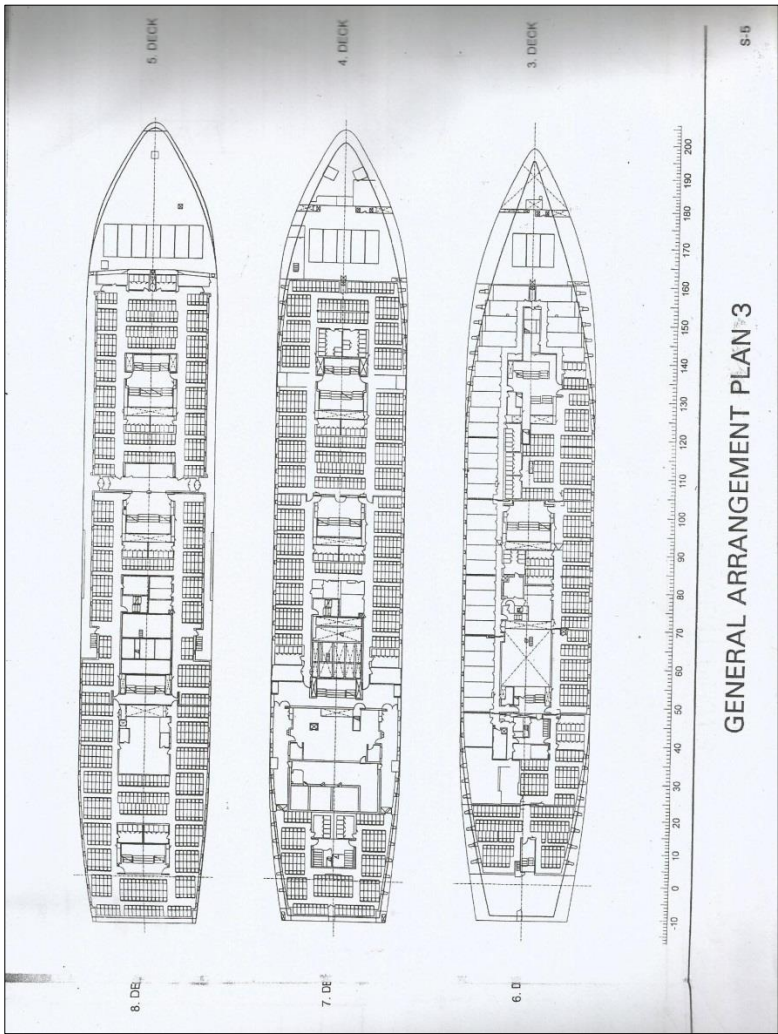 5. DECK
4. DECK
3. DECK
8. DE
7. DE
6. D
-10 0 10 20 30 40 50 60 70 80 90 100 110 120 130 140 150 160 170 180 190 200
GENERAL ARRANGEMENT PLAN 3
S-5